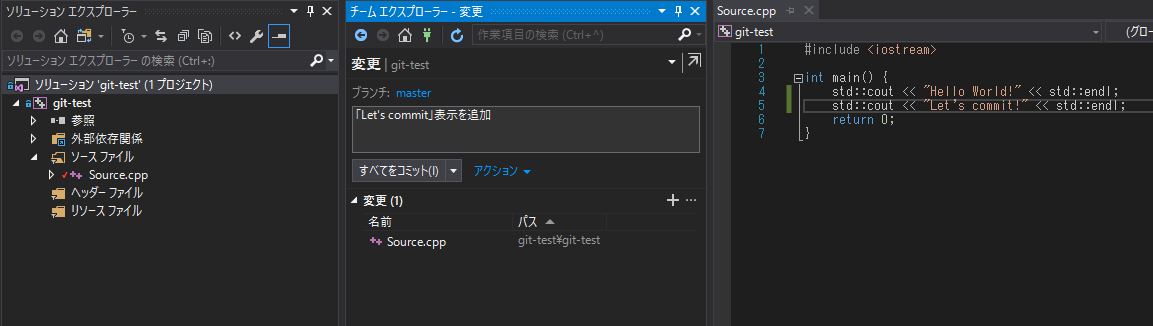 ソリューション エクスプローラー
ソリューション エクスプローラー の検索 (Ctrl+:)
ソリューション 'git-test' (1 プロジェクト)
git-test
参照
外部依存関係
ソース ファイル
Source.cpp
ヘッダー ファイル
リソース ファイル
チーム エクスプローラー - 変更
作業項目の検索 (Ctrl+^)
変更 | git-test
ブランチ: master
「Let's commit」表示を追加
すべてをコミット(I) アクション
変更 (1)
名前 パス
Source.cpp git-test¥git-test
Source.cpp
git-test (グロー
1 #include <iostream>
2
3 int main() {
4 std::cout << "Hello World!" << std::endl;
5 std::cout << "Let's commit!" << std::endl;
6 return 0;
7 }